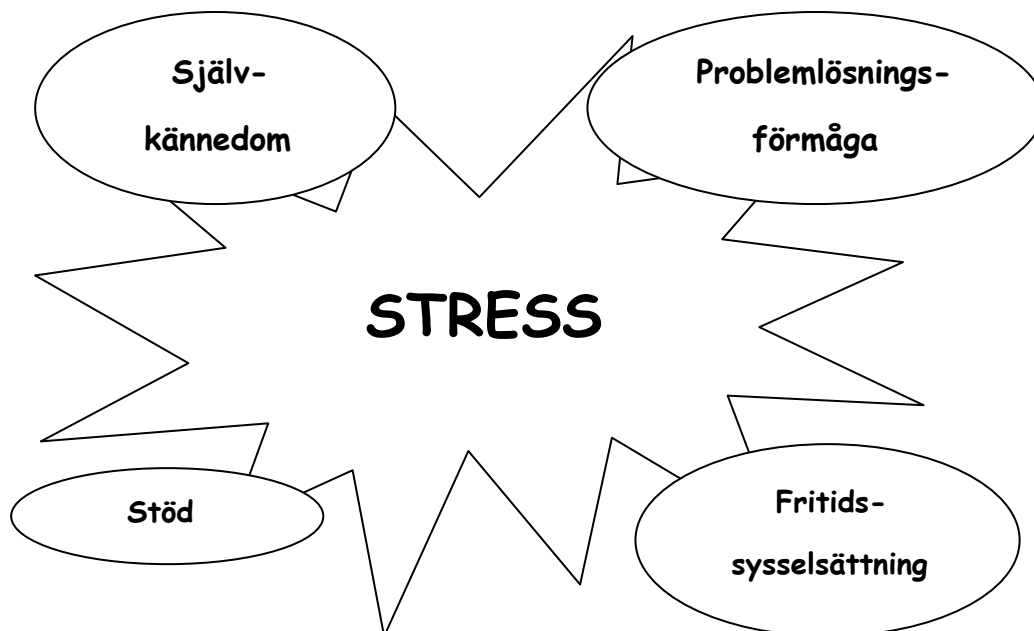 Själv-
kännedom
Problemlösnings-
förmåga
STRESS
Stöd
Fritids-
sysselsättning